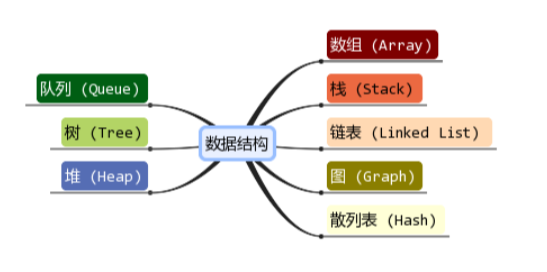 数组 (Array)
栈 (Stack)
链表 (Linked List)
图 (Graph)
散列表 (Hash)
数据结构
队列 (Queue)
树 (Tree)
堆 (Heap)